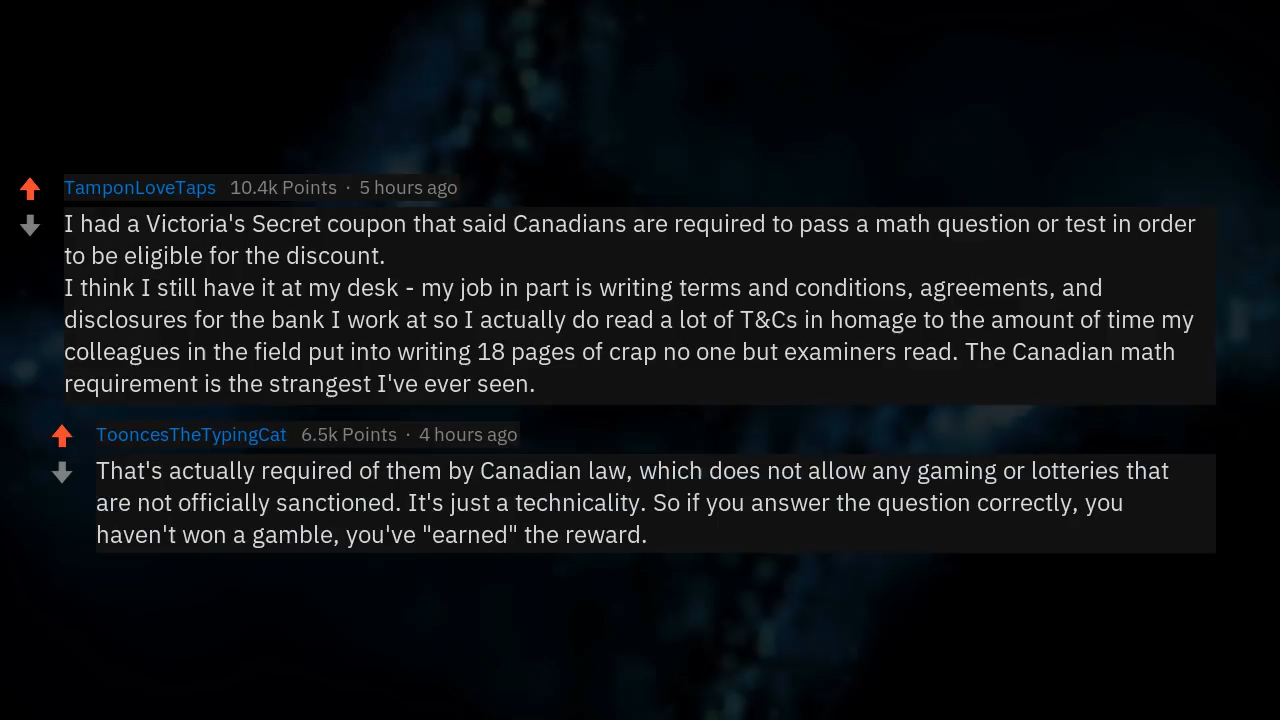 TamponLoveTaps 10.4k Points · 5 hours ago
I had a Victoria's Secret coupon that said Canadians are required to pass a math question or test in order
to be eligible for the discount.
I think I still have it at my desk - my job in part is writing terms and conditions, agreements, and
disclosures for the bank I work at so I actually do read a lot of T&Cs in homage to the amount of time my
colleagues in the field put into writing 18 pages of crap no one but examiners read. The Canadian math
requirement is the strangest I've ever seen.
TooncesTheTypingCat 6.5k Points · 4 hours ago
That's actually required of them by Canadian law, which does not allow any gaming or lotteries that
are not officially sanctioned. It's just a technicality. So if you answer the question correctly, you
haven't won a gamble, you've "earned" the reward.